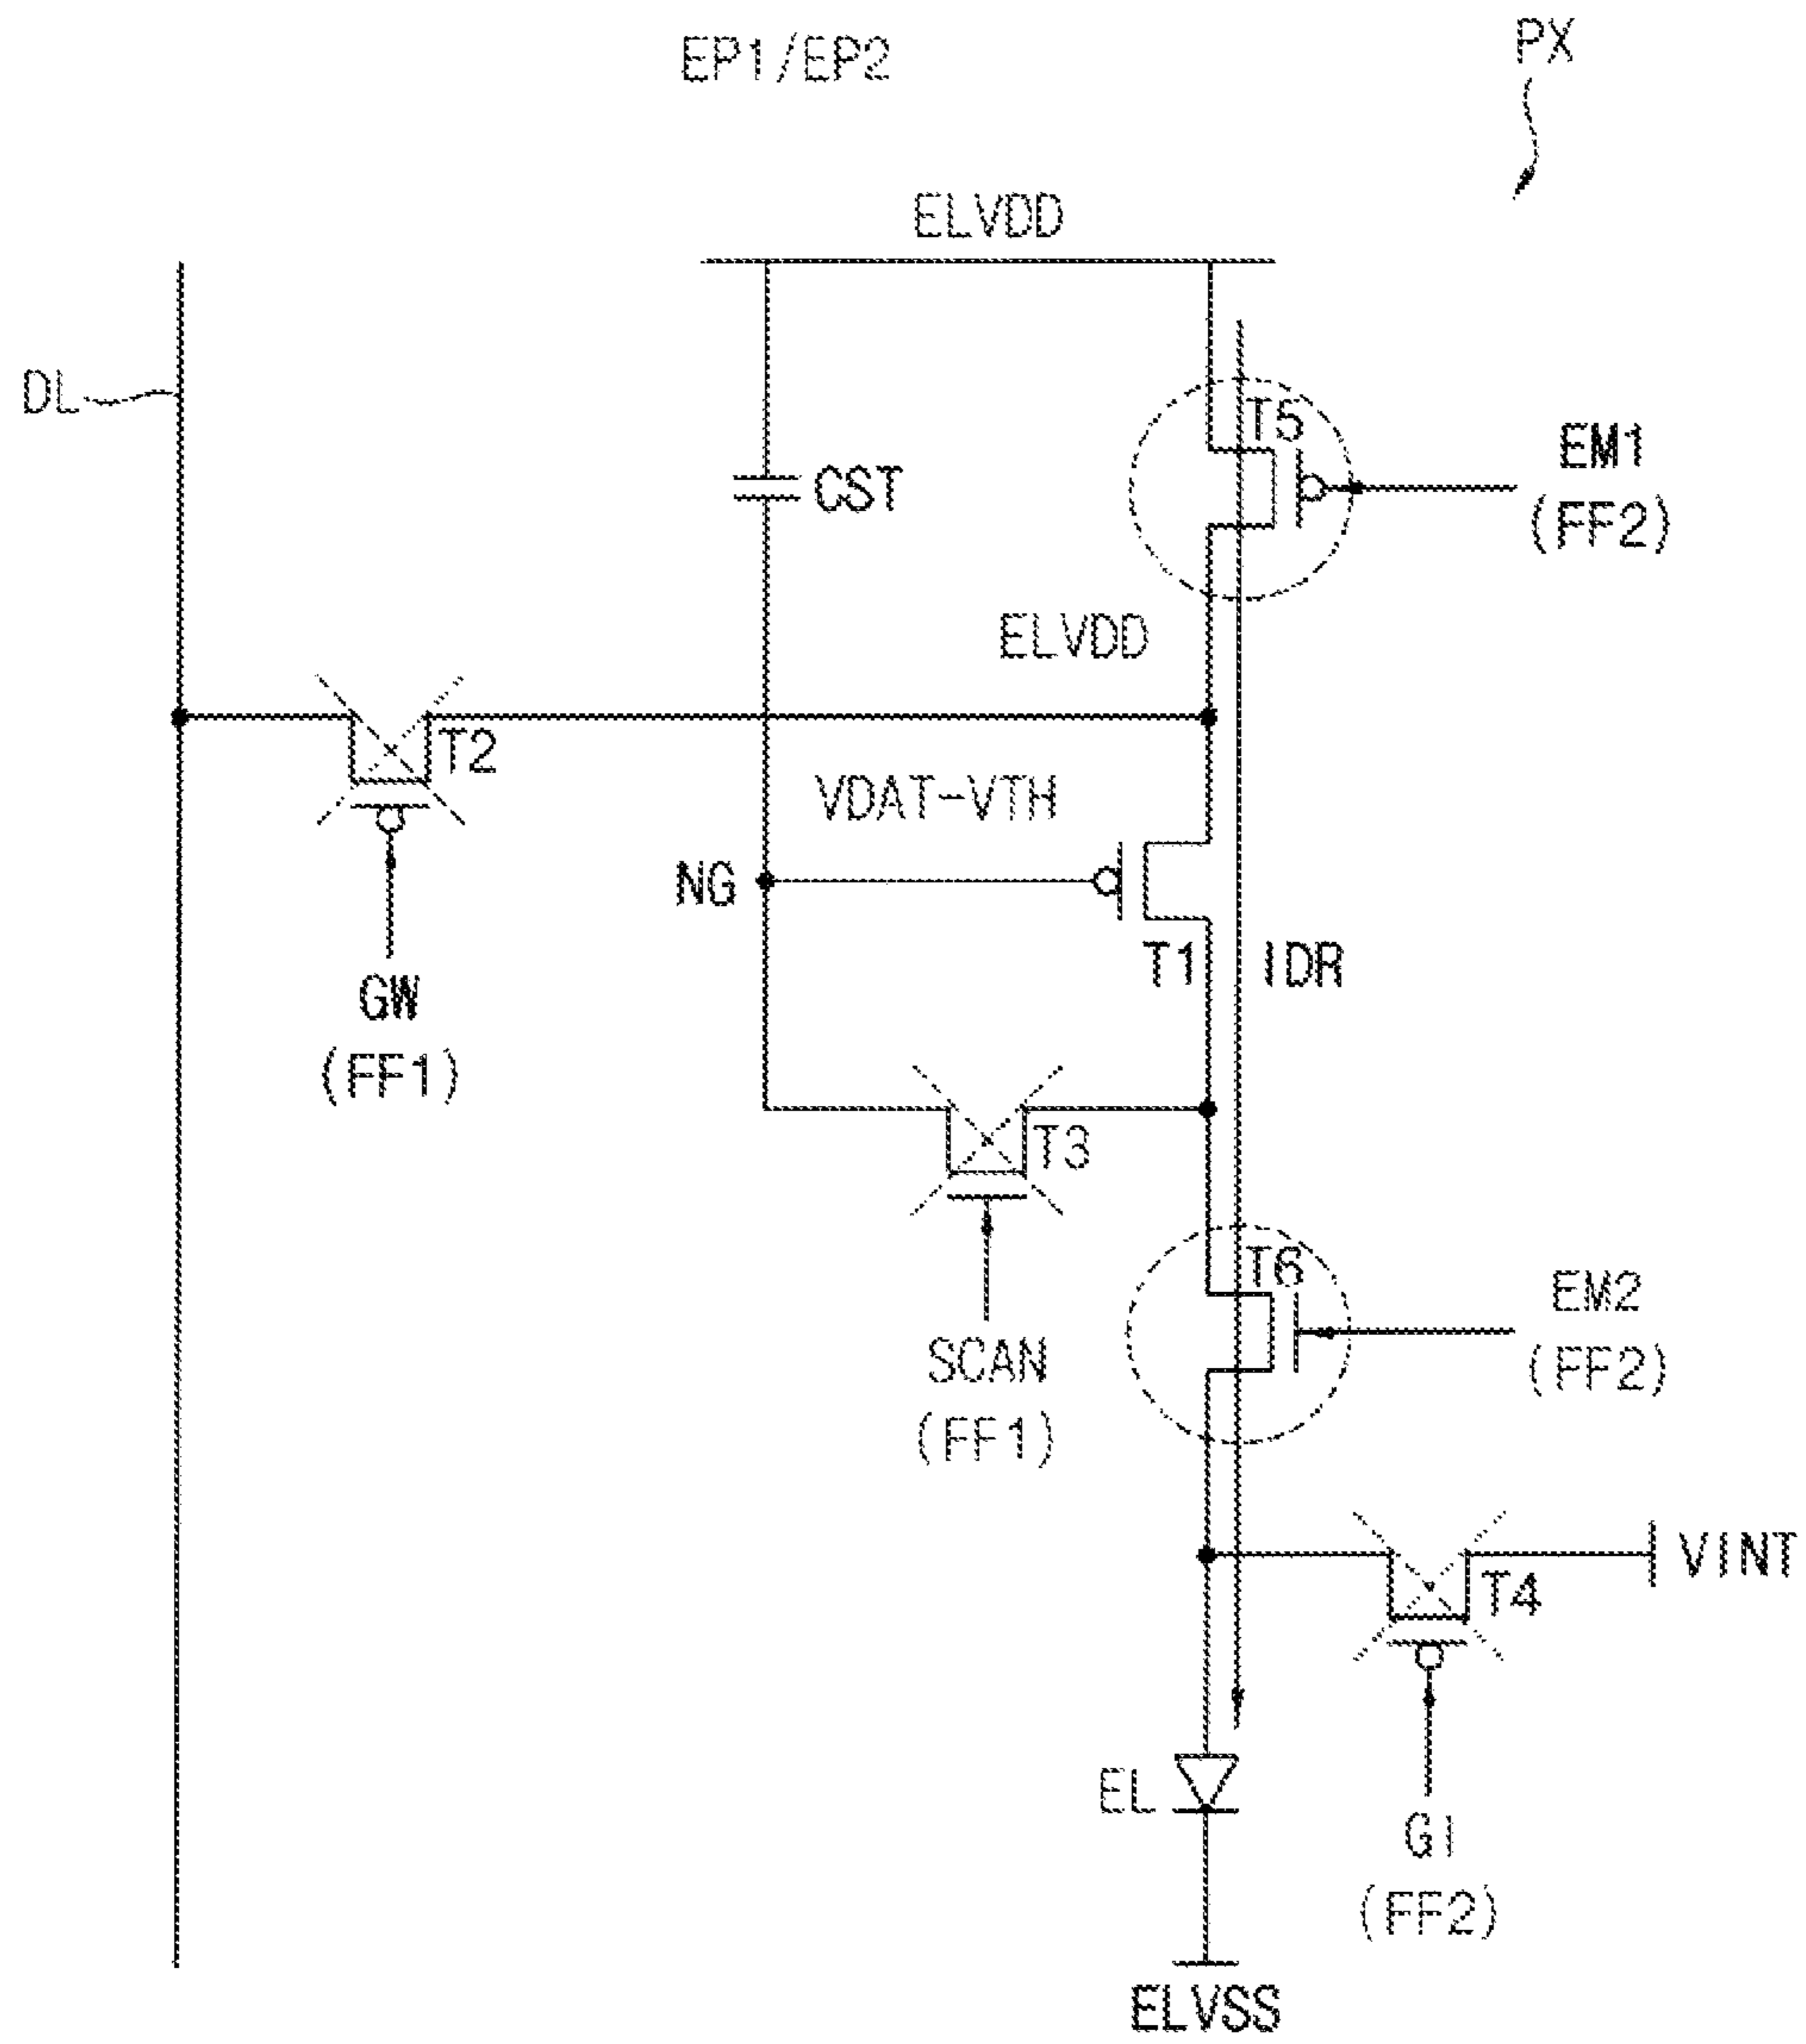 EP1/EP2
PX
ELVDD
DL
T5
EM1
(FF2)
CST
ELVDD
T2
VDAT-VTH
NG
T1
IDR
GW
(FF1)
T3
T6
EM2
(FF2)
SCAN
(FF1)
VINT
T4
EL
GI
(FF2)
ELVSS